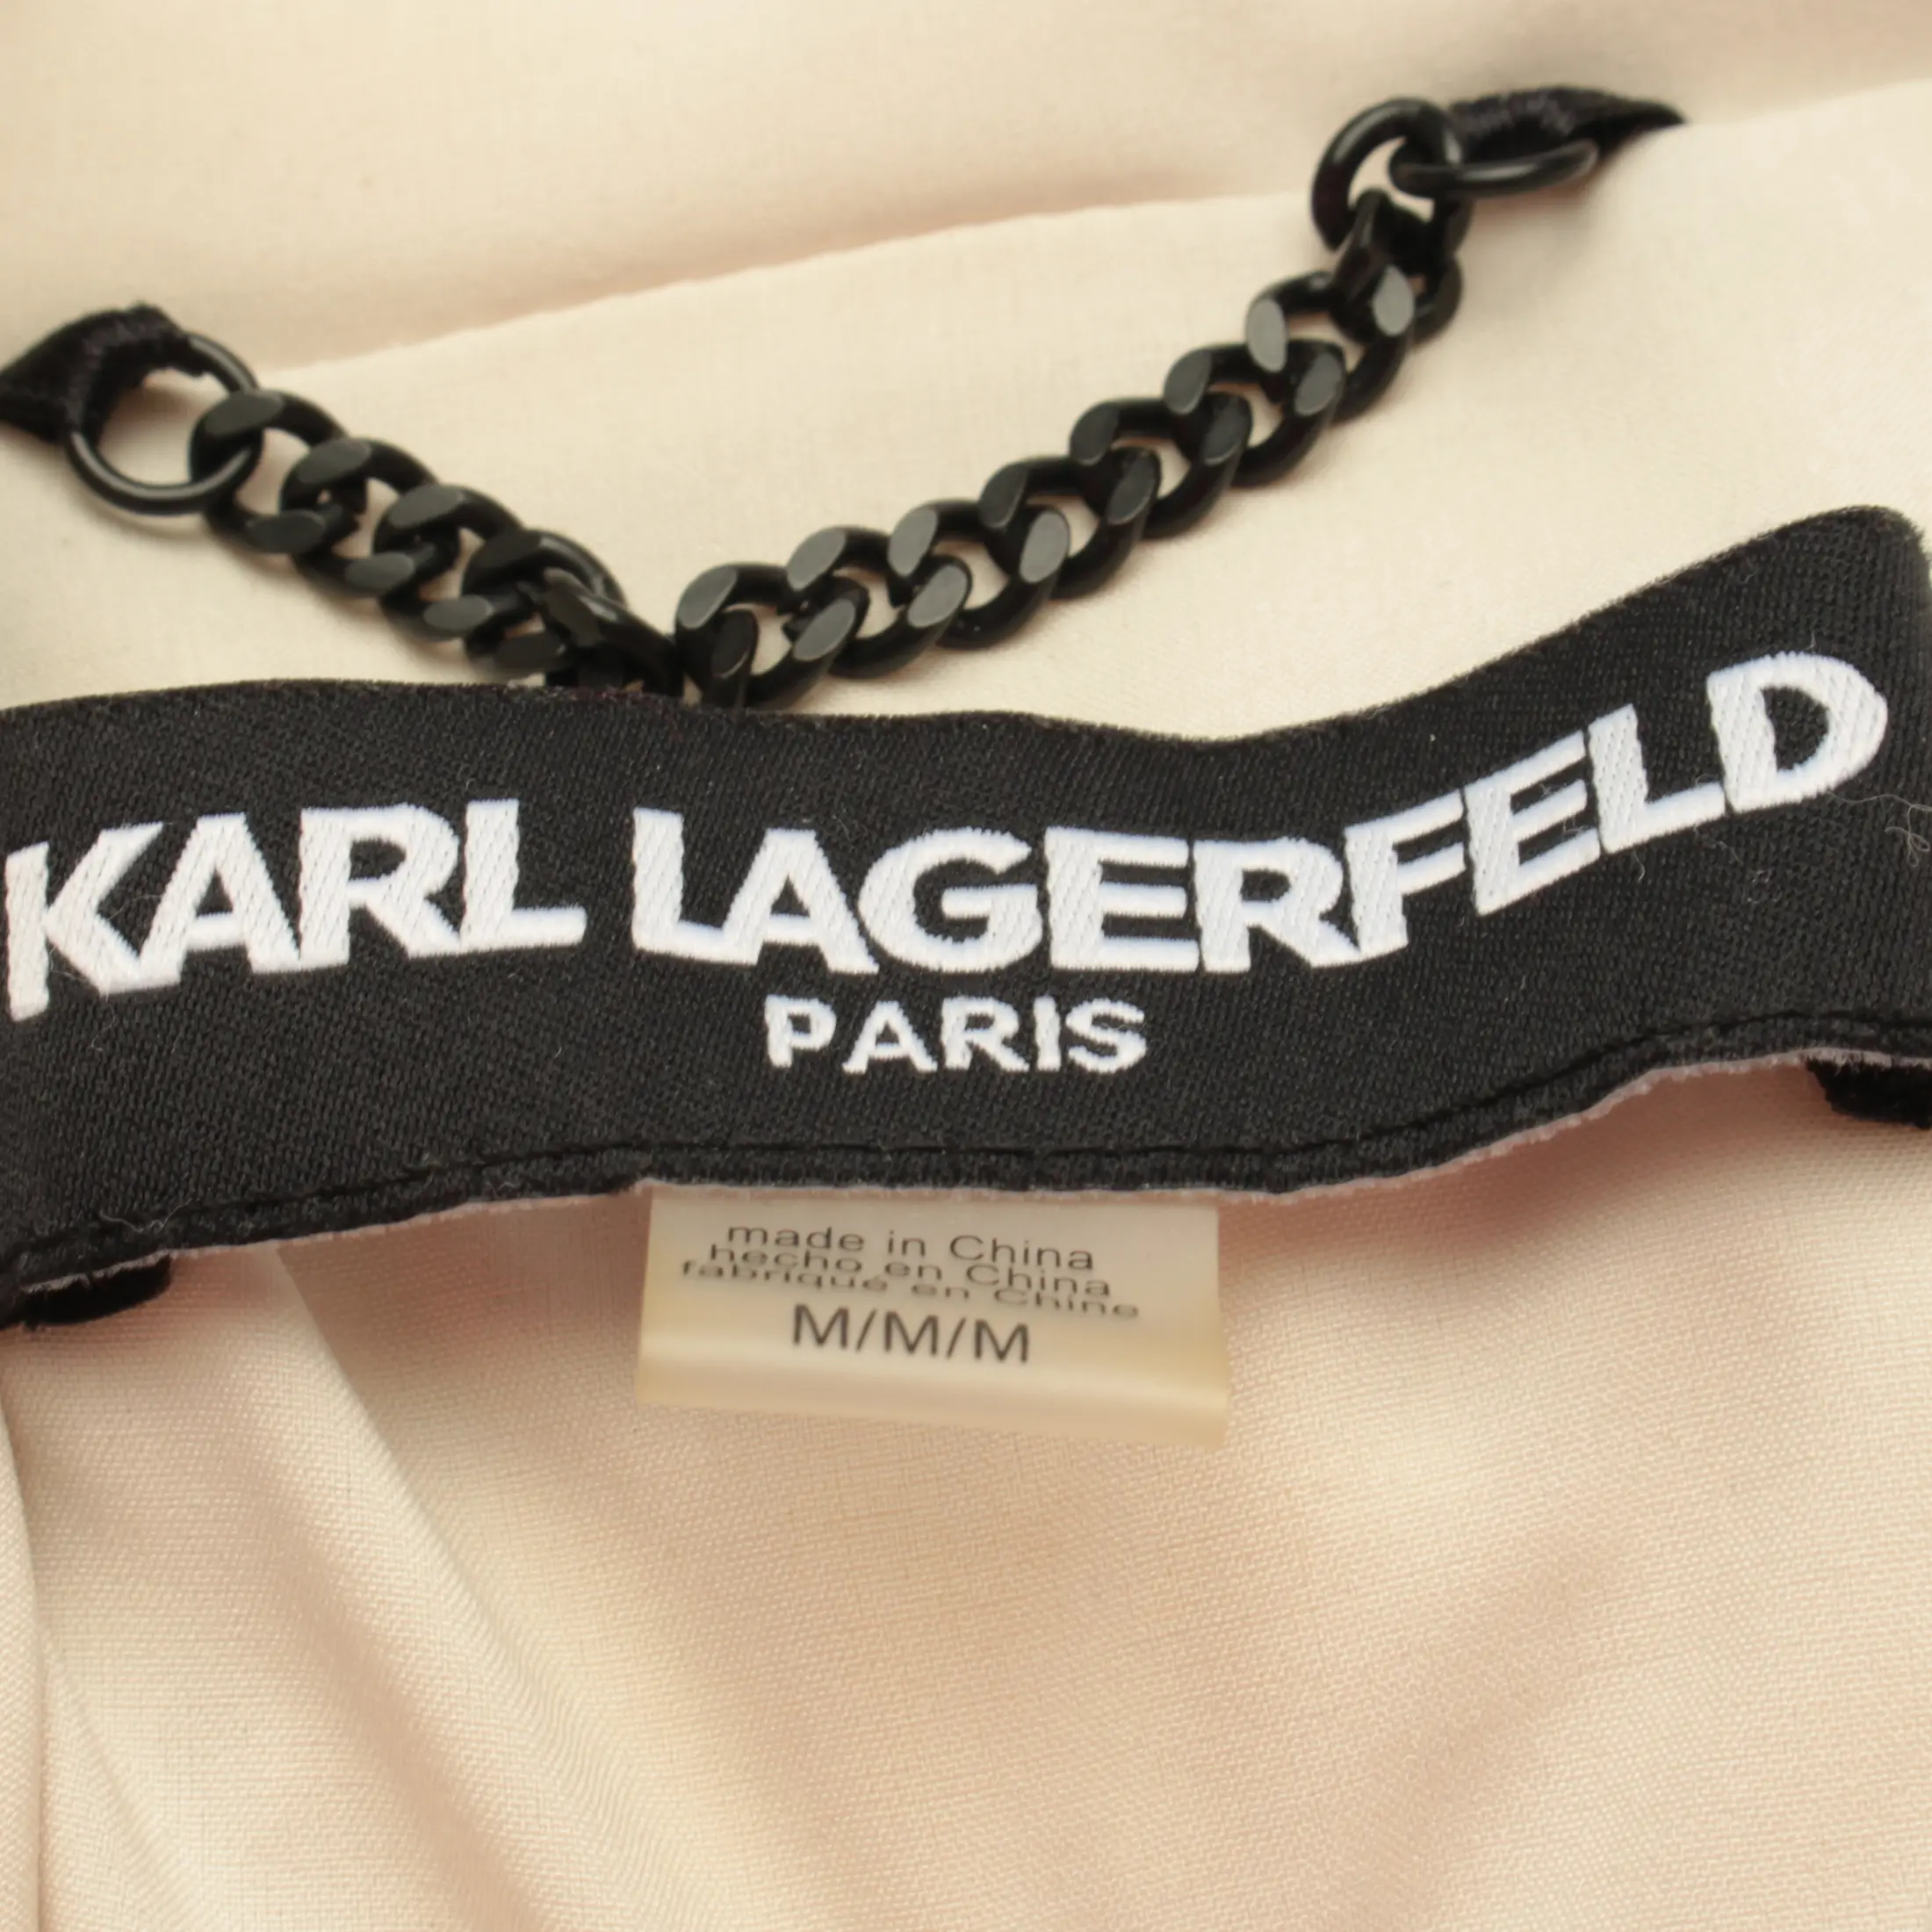 KARL LAGERFELD
PARIS
made in China
hecho en China
fabriqué en Chine
M/M/M